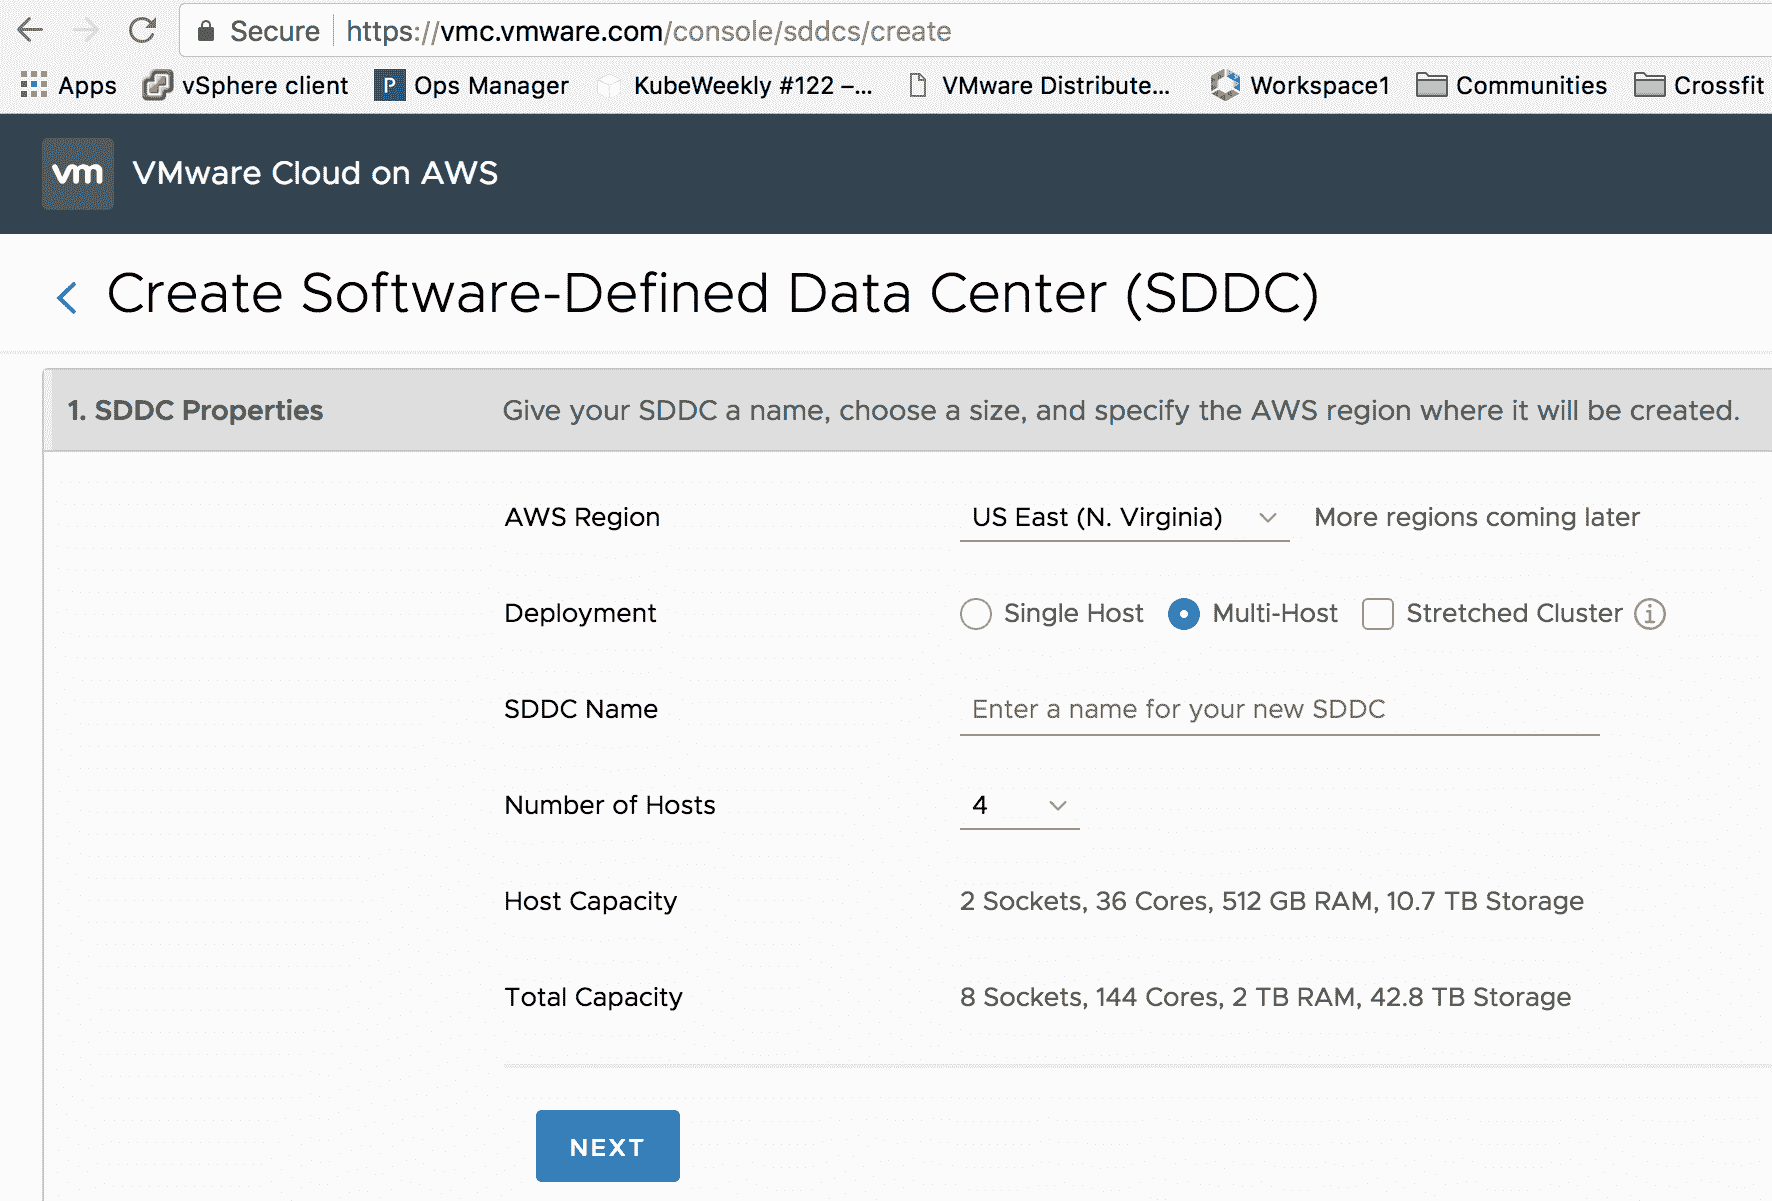 Secure https://vmc.vmware.com/console/sddcs/create
Apps vSphere client P Ops Manager KubeWeekly #122 –... VMware Distribute... Workspace1 Communities Crossfit
vm VMware Cloud on AWS
Create Software-Defined Data Center (SDDC)
1. SDDC Properties Give your SDDC a name, choose a size, and specify the AWS region where it will be created.
AWS Region US East (N. Virginia) More regions coming later
Deployment Single Host Multi-Host Stretched Cluster i
SDDC Name Enter a name for your new SDDC
Number of Hosts 4
Host Capacity 2 Sockets, 36 Cores, 512 GB RAM, 10.7 TB Storage
Total Capacity 8 Sockets, 144 Cores, 2 TB RAM, 42.8 TB Storage
NEXT